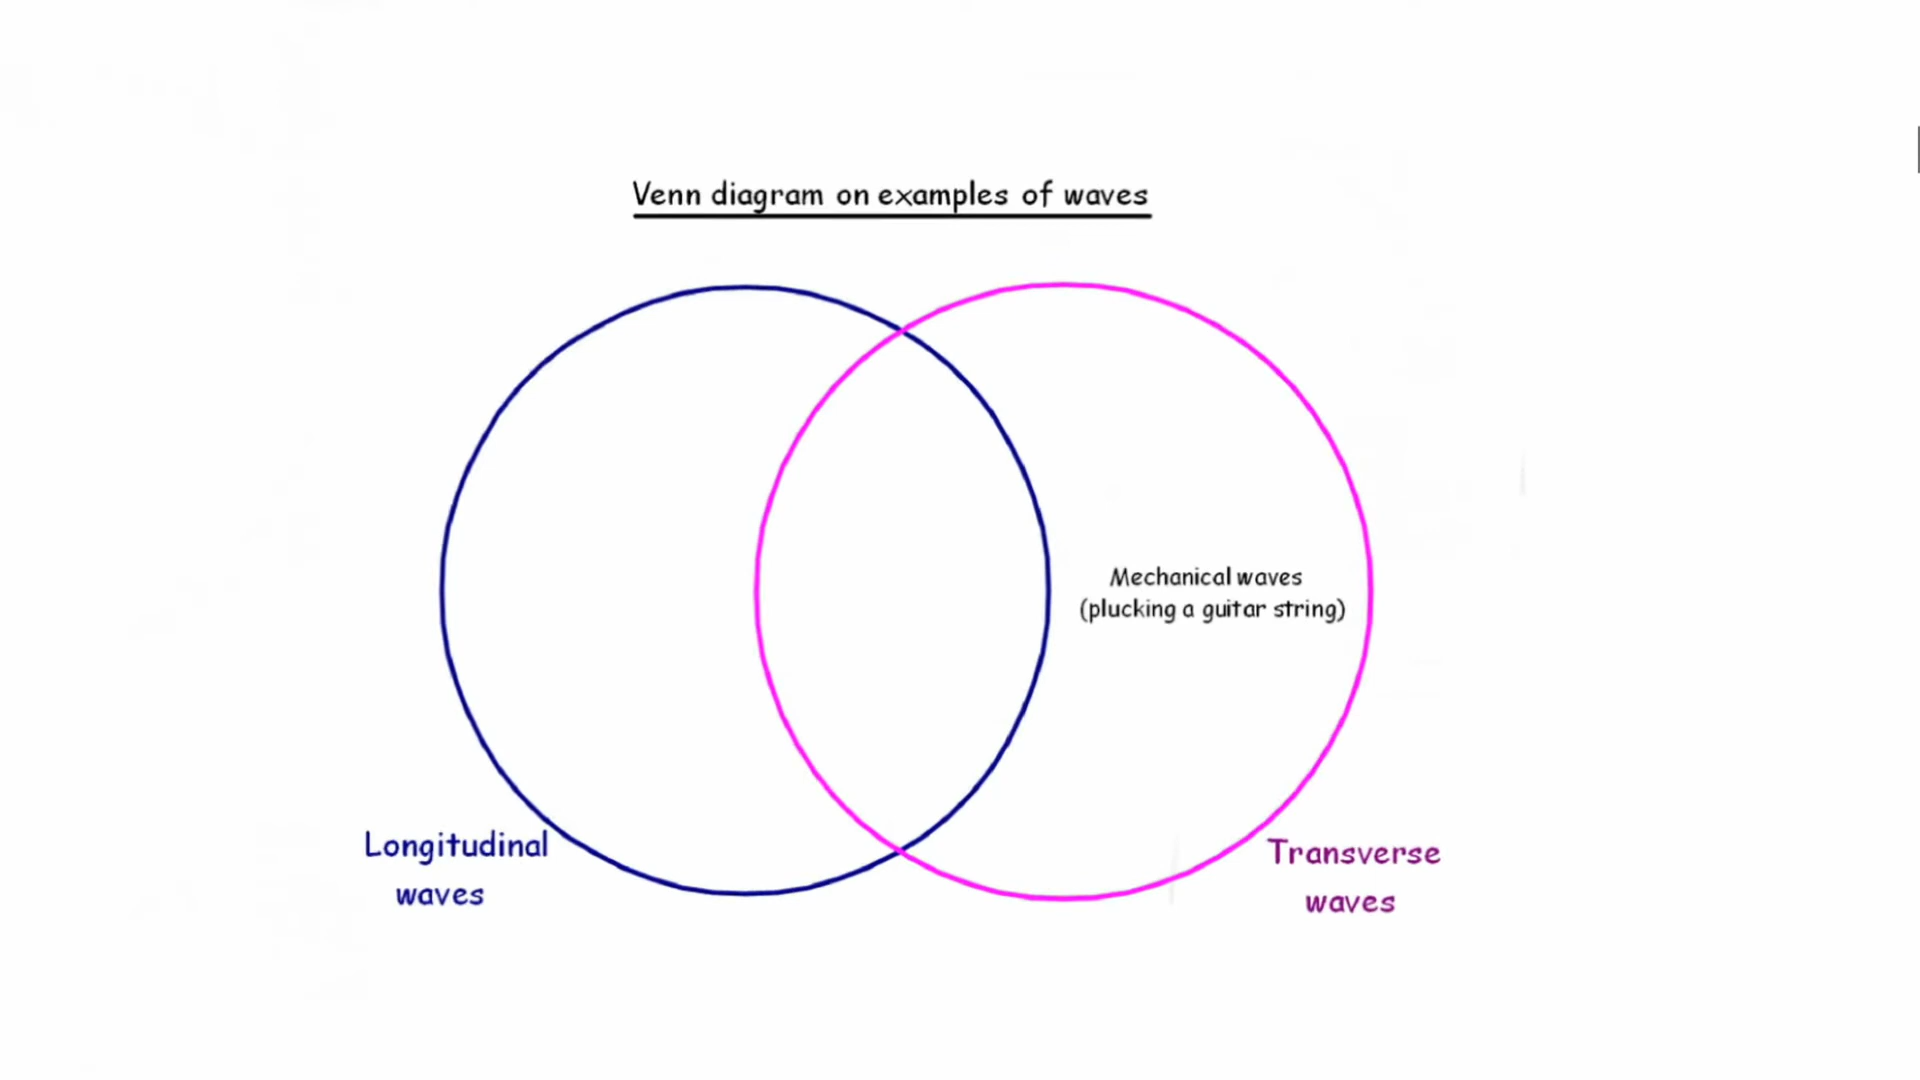 Venn diagram on examples of waves
Mechanical waves
(plucking a guitar string)
Longitudinal
waves
Transverse
waves